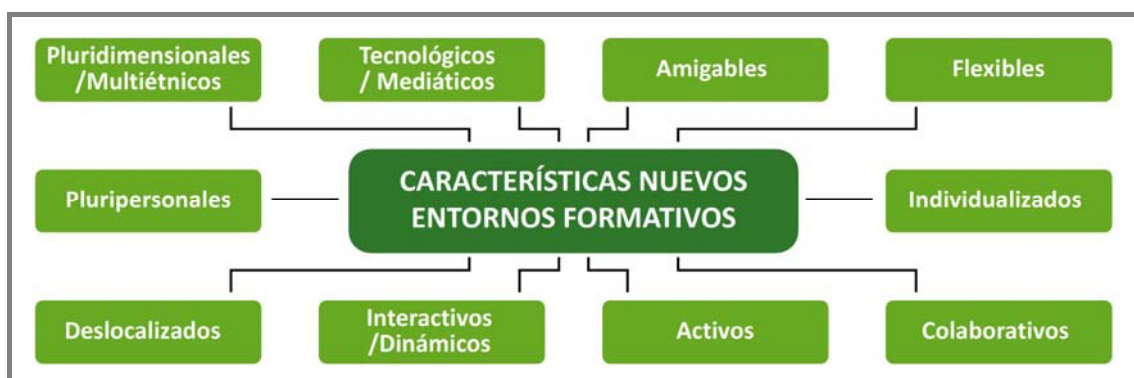 Pluridimensionales
/Multiétnicos
Tecnológicos
/ Mediáticos
Amigables
Flexibles
Pluripersonales
CARACTERÍSTICAS NUEVOS
ENTORNOS FORMATIVOS
Individualizados
Deslocalizados
Interactivos
/Dinámicos
Activos
Colaborativos